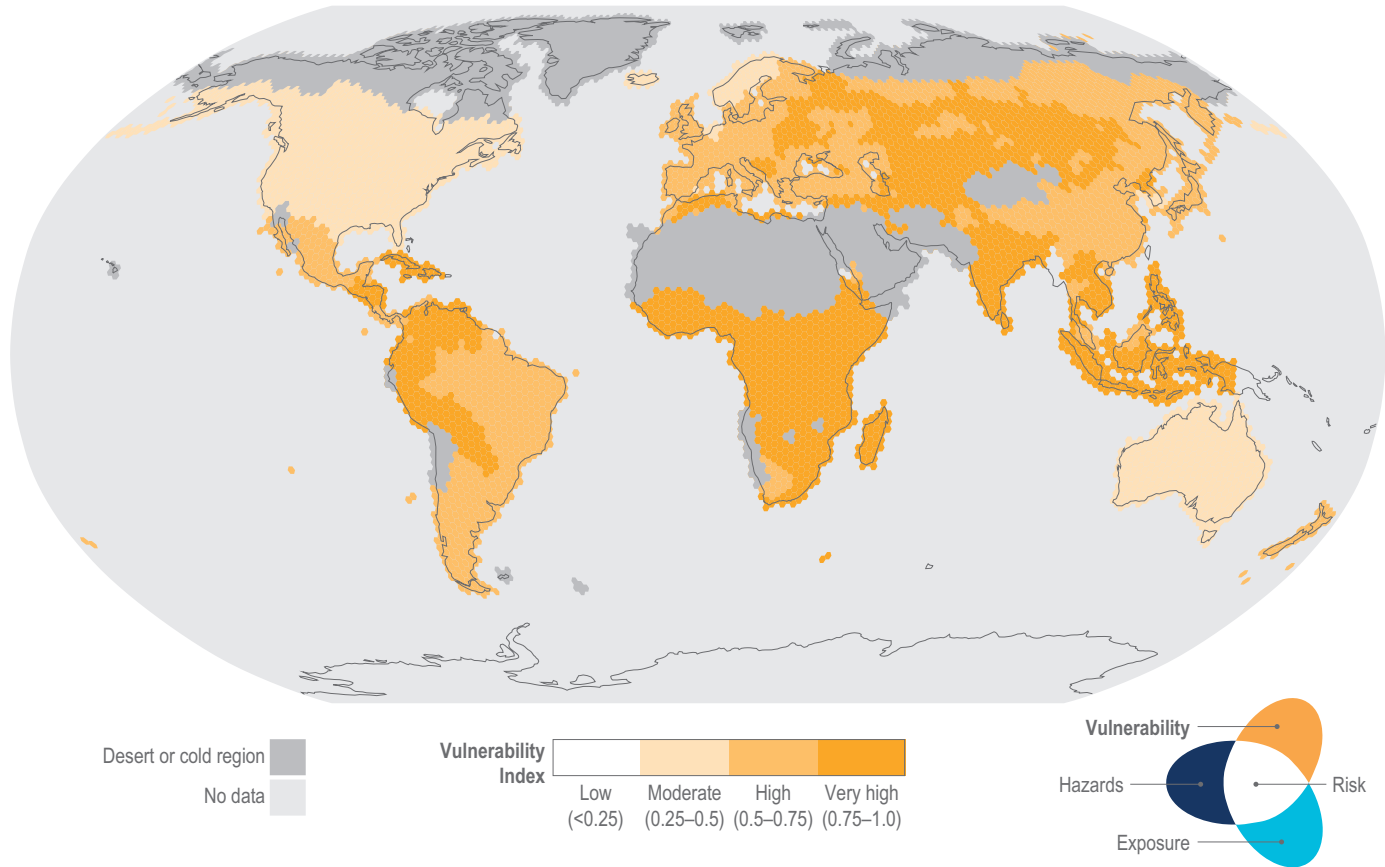 Desert or cold region
No data
Vulnerability
Index
Low
(<0.25)
Moderate
(0.25–0.5)
High
(0.5–0.75)
Very high
(0.75–1.0)
Vulnerability
Hazards
Risk
Exposure